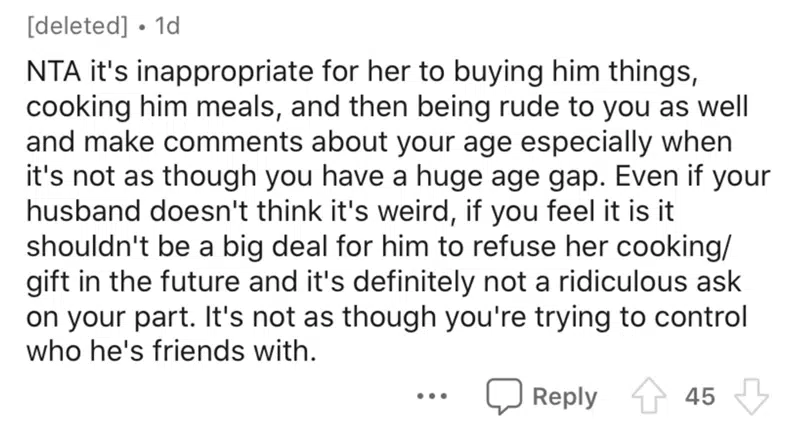 [deleted] • 1d
NTA it's inappropriate for her to buying him things,
cooking him meals, and then being rude to you as well
and make comments about your age especially when
it's not as though you have a huge age gap. Even if your
husband doesn't think it's weird, if you feel it is it
shouldn't be a big deal for him to refuse her cooking/
gift in the future and it's definitely not a ridiculous ask
on your part. It's not as though you're trying to control
who he's friends with.
••• Reply 45